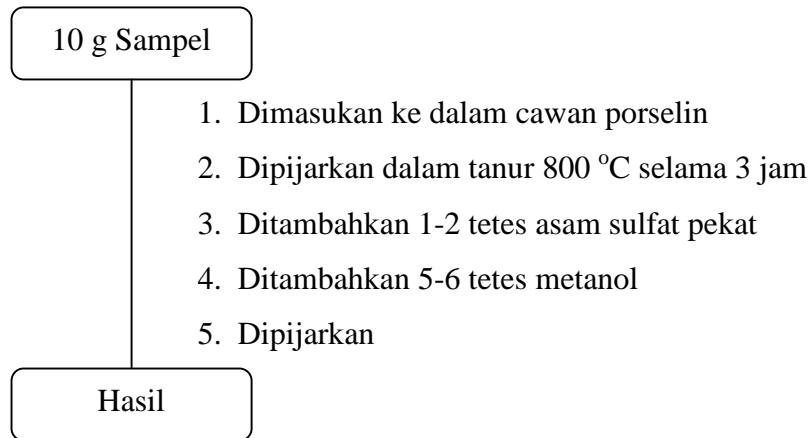 10 g Sampel
1. Dimasukan ke dalam cawan porselin
2. Dipijarkan dalam tanur 800 °C selama 3 jam
3. Ditambahkan 1-2 tetes asam sulfat pekat
4. Ditambahkan 5-6 tetes metanol
5. Dipijarkan
Hasil